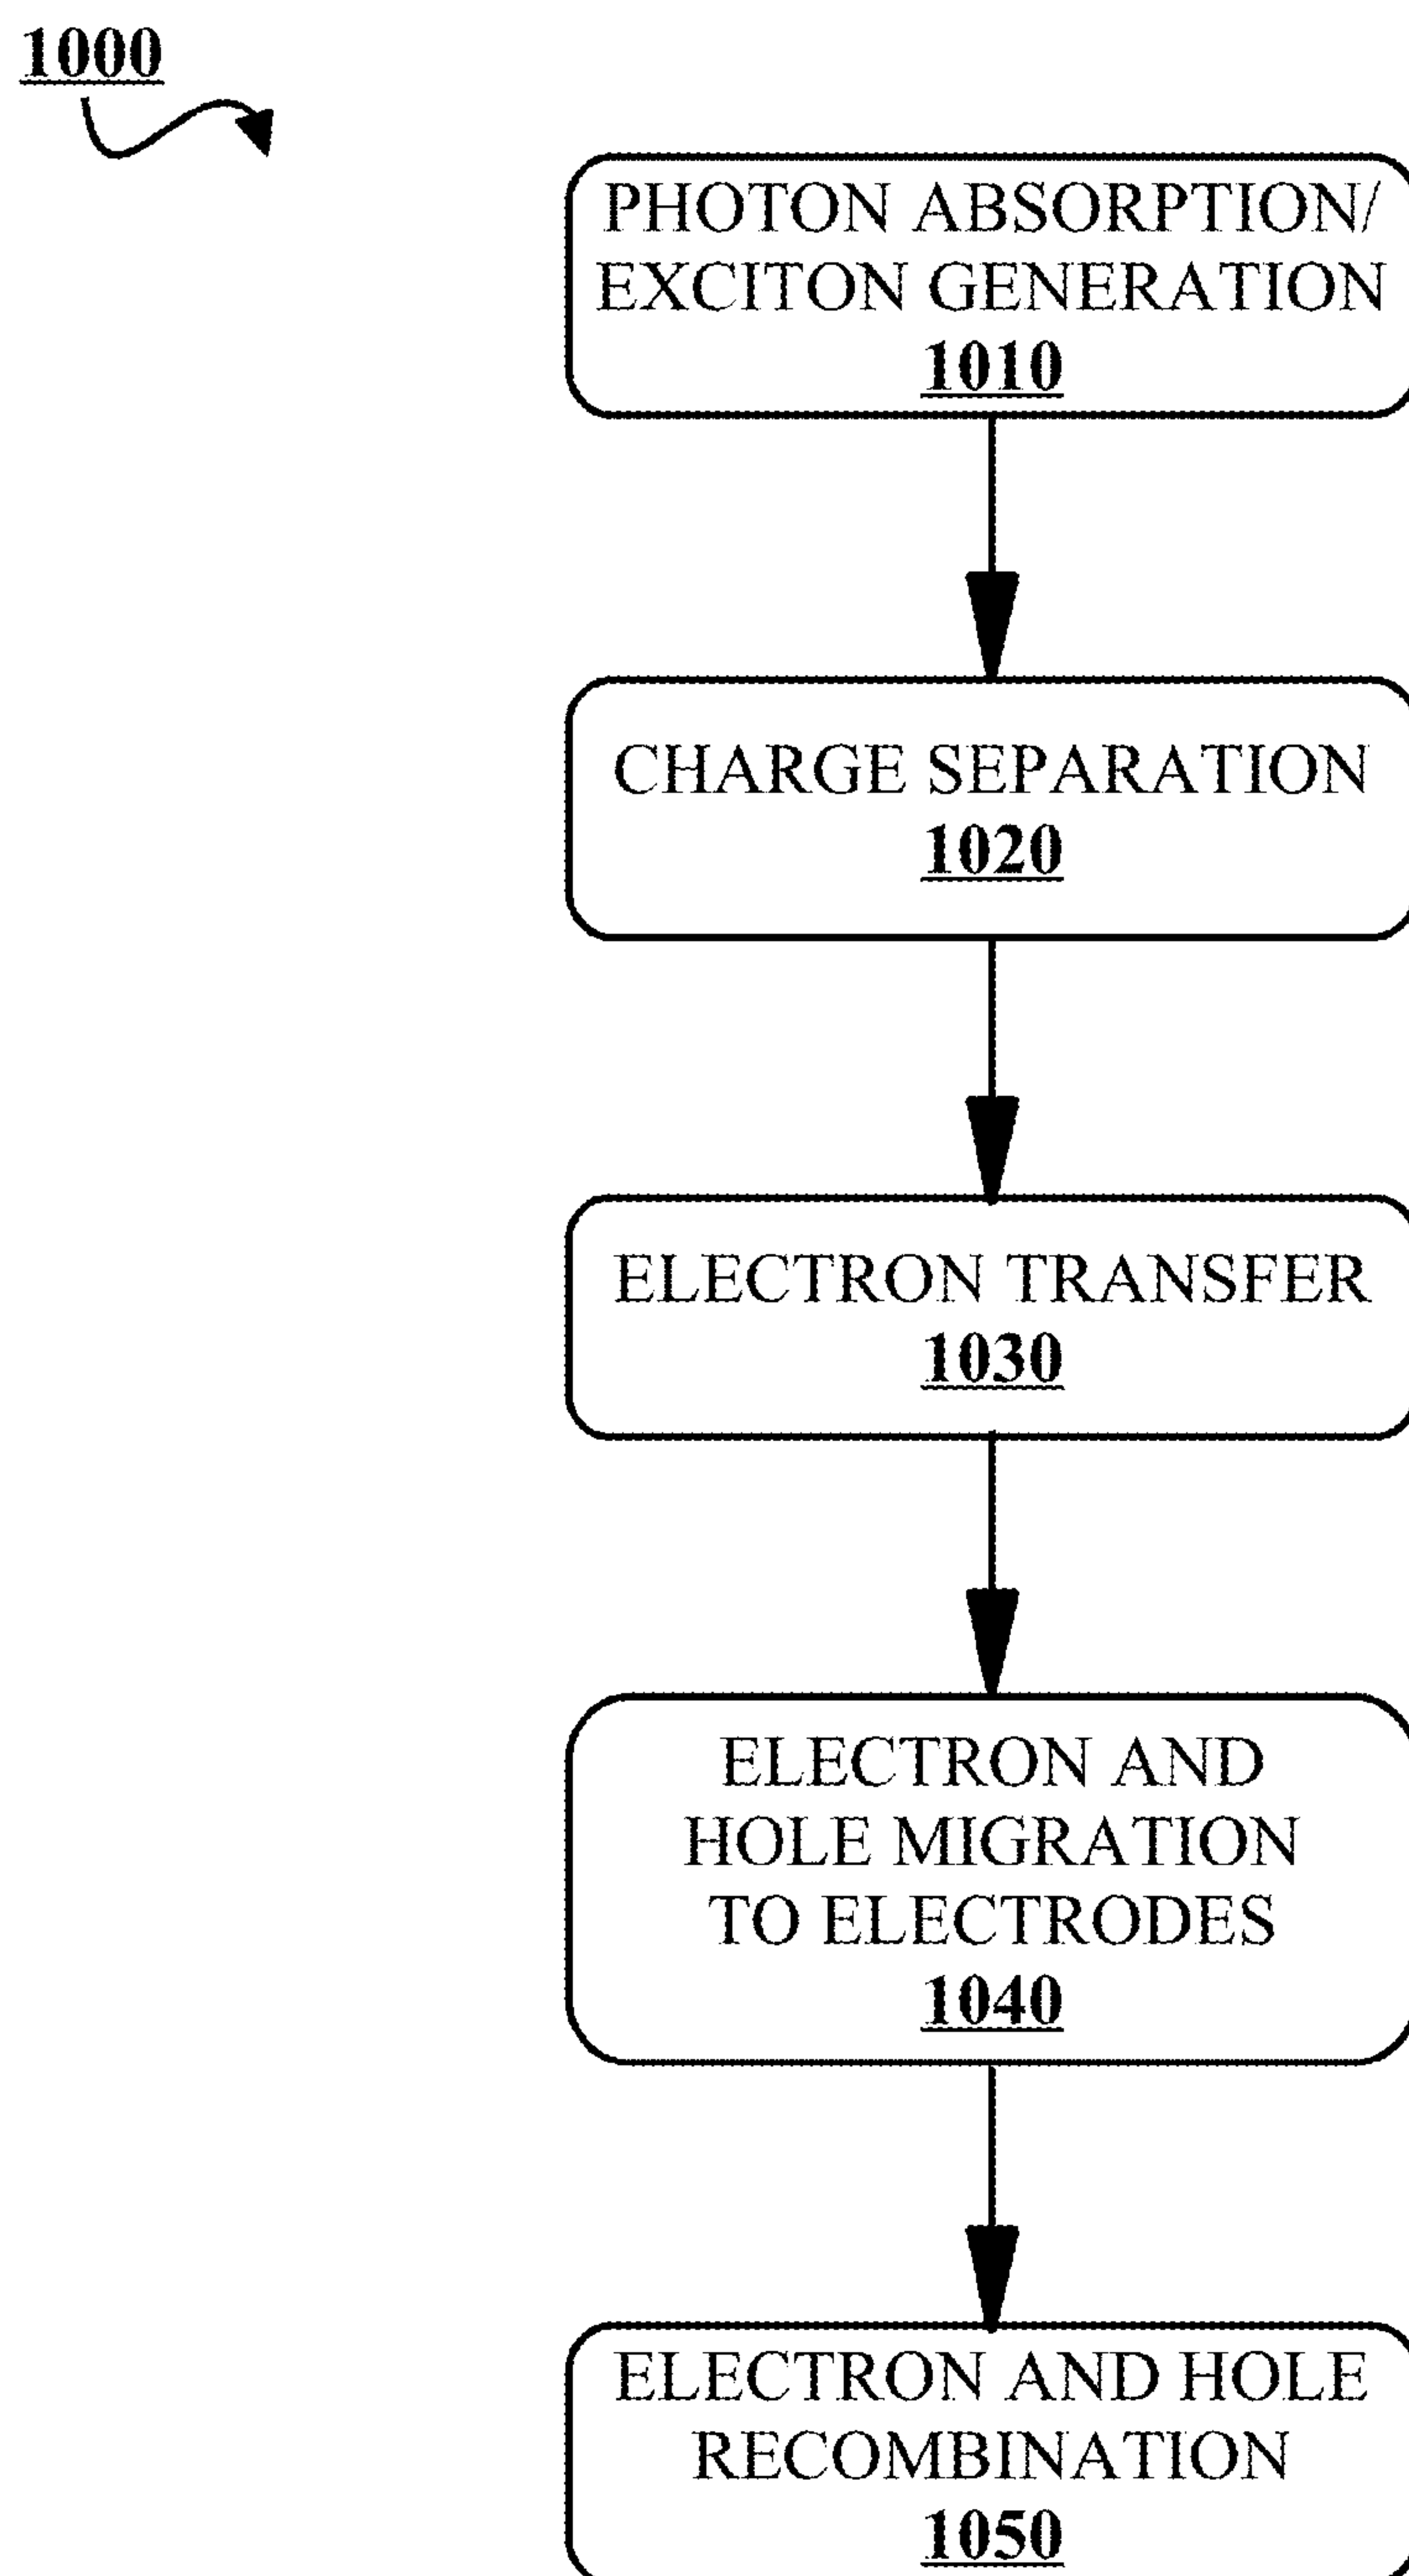 1000
PHOTON ABSORPTION/
EXCITON GENERATION
1010
CHARGE SEPARATION
1020
ELECTRON TRANSFER
1030
ELECTRON AND
HOLE MIGRATION
TO ELECTRODES
1040
ELECTRON AND HOLE
RECOMBINATION
1050